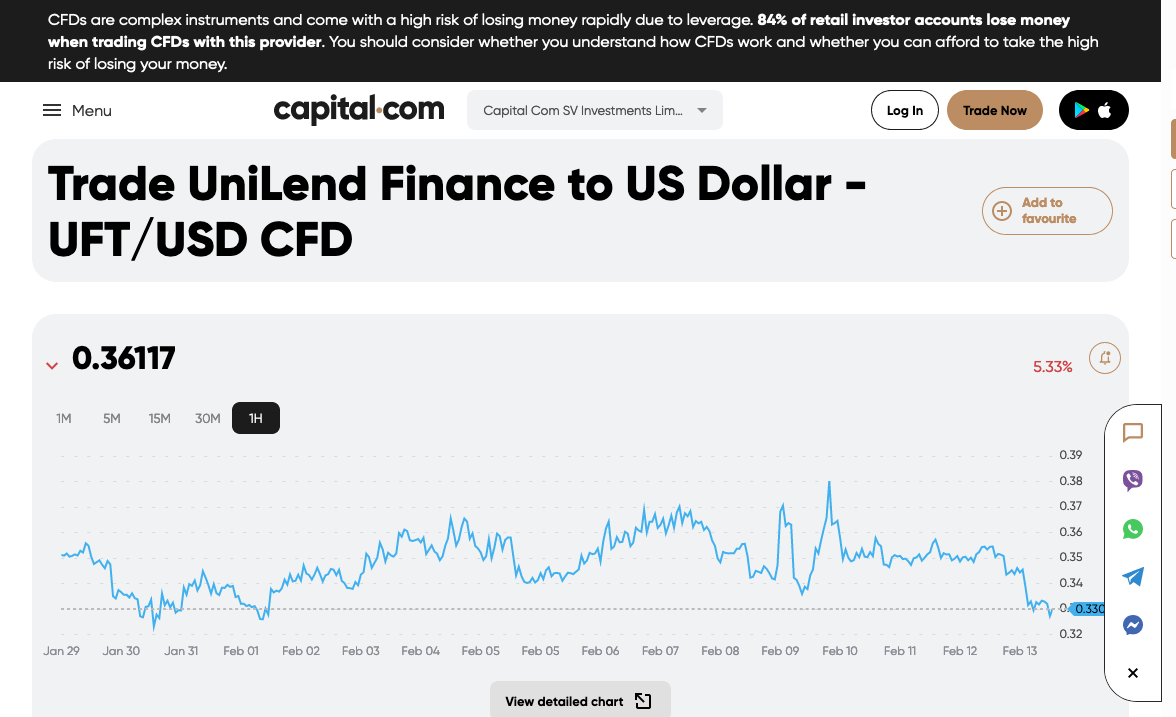 CFDs are complex instruments and come with a high risk of losing money rapidly due to leverage. 84% of retail investor accounts lose money
when trading CFDs with this provider. You should consider whether you understand how CFDs work and whether you can afford to take the high
risk of losing your money.
Menu
capital.com
Capital Com SV Investments Lim...
Log In
Trade Now
Trade UniLend Finance to US Dollar -
UFT/USD CFD
Add to
favourite
0.36117
5.33%
1M 5M 15M 30M 1H
0.39
0.38
0.37
0.36
0.35
0.34
0.330
0.32
Jan 29 Jan 30 Jan 31 Feb 01 Feb 02 Feb 03 Feb 04 Feb 05 Feb 05 Feb 06 Feb 07 Feb 08 Feb 09 Feb 10 Feb 11 Feb 12 Feb 13
View detailed chart